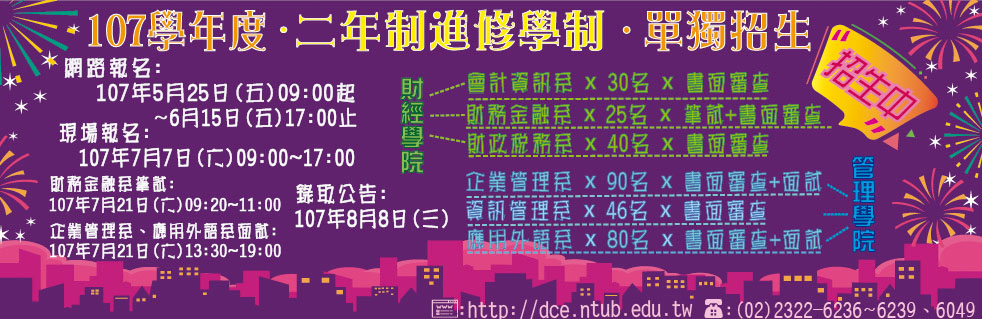 107學年度·二年制進修學制·單獨招生
招生中
網路報名:
107年5月25日(五)09:00起
~6月15日(五)17:00止
現場報名:
107年7月7日(六)09:00~17:00
財務金融系筆試:
107年7月21日(六)09:20~11:00
企業管理系、應用外語系面試:
107年7月21日(六)13:30~19:00
錄取公告:
107年8月8日(三)
財經學院
會計資訊系 x 30名 x 書面審查
財務金融系 x 25名 x 筆試+書面審查
財政稅務系 x 40名 x 書面審查
企業管理系 x 90名 x 書面審查+面試
資訊管理系 x 46名 x 書面審查
應用外語系 x 80名 x 書面審查+面試
管理學院
:http://dce.ntub.edu.tw ☎:(02)2322-6236~6239、6049